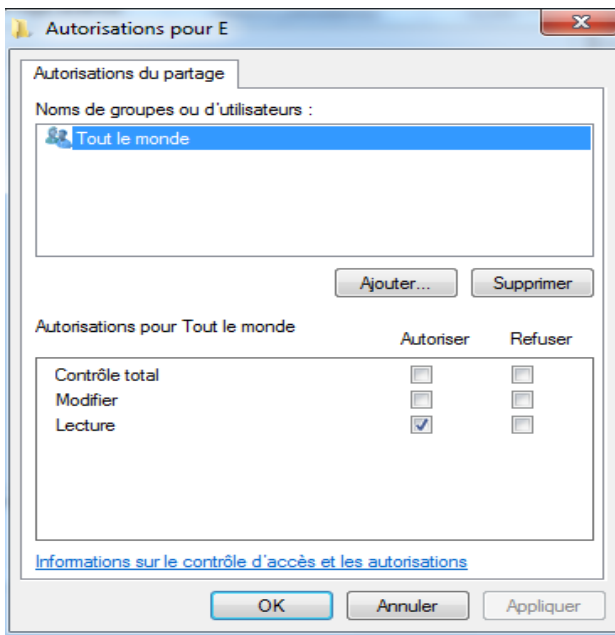 Autorisations pour E
Autorisations du partage
Noms de groupes ou d'utilisateurs :
Tout le monde
Ajouter... Supprimer
Autorisations pour Tout le monde Autoriser Refuser
Contrôle total
Modifier
Lecture
Informations sur le contrôle d'accès et les autorisations
OK Annuler Appliquer